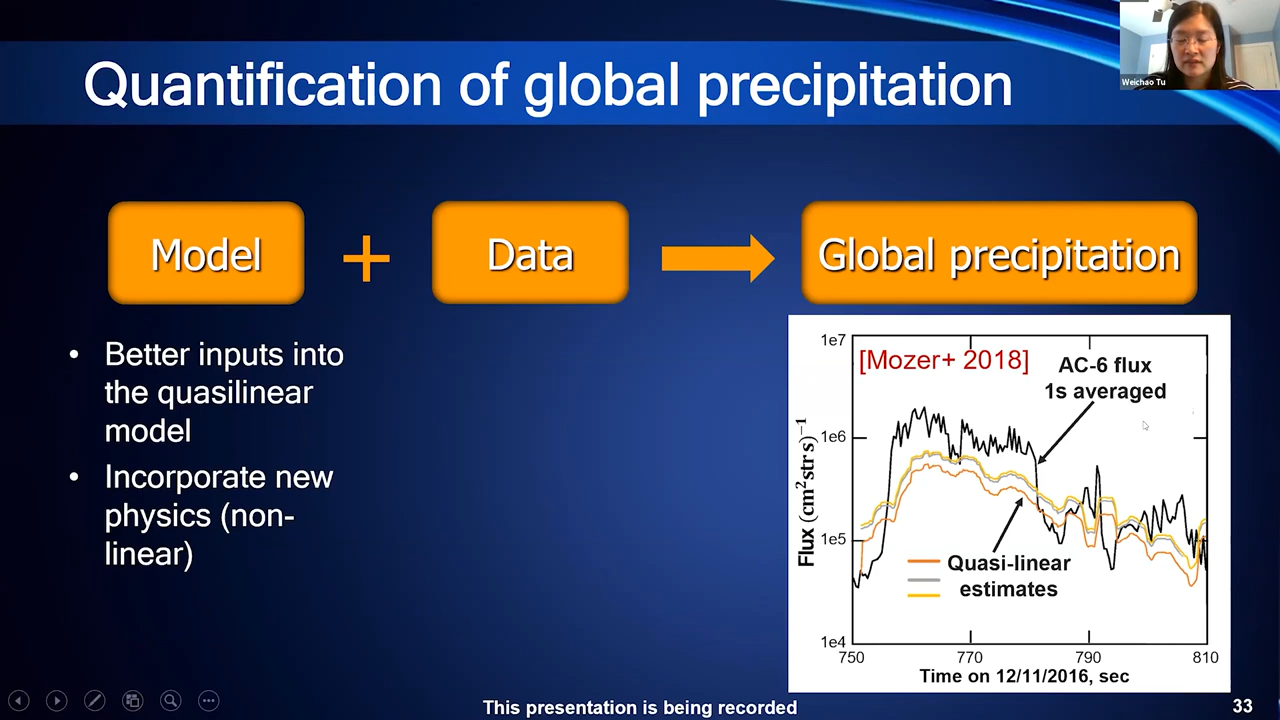 Quantification of global precipitation
Weichao Tu
Model
+
Data
Global precipitation
• Better inputs into
the quasilinear
model
• Incorporate new
physics (non-
linear)
[Mozer+ 2018]
AC-6 flux
1s averaged
Quasi-linear
estimates
Flux (cm² str s)⁻¹
1e7
1e6
1e5
1e4
750 770 790 810
Time on 12/11/2016, sec
This presentation is being recorded
33